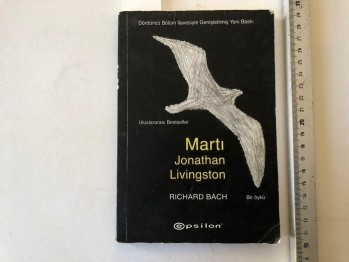 Dördüncü Bölüm İlavesiyle Genişletilmiş Yeni Baskı
Uluslararası Bestseller
Martı
Jonathan
Livingston
RICHARD BACH
Bir öykü
epsilon